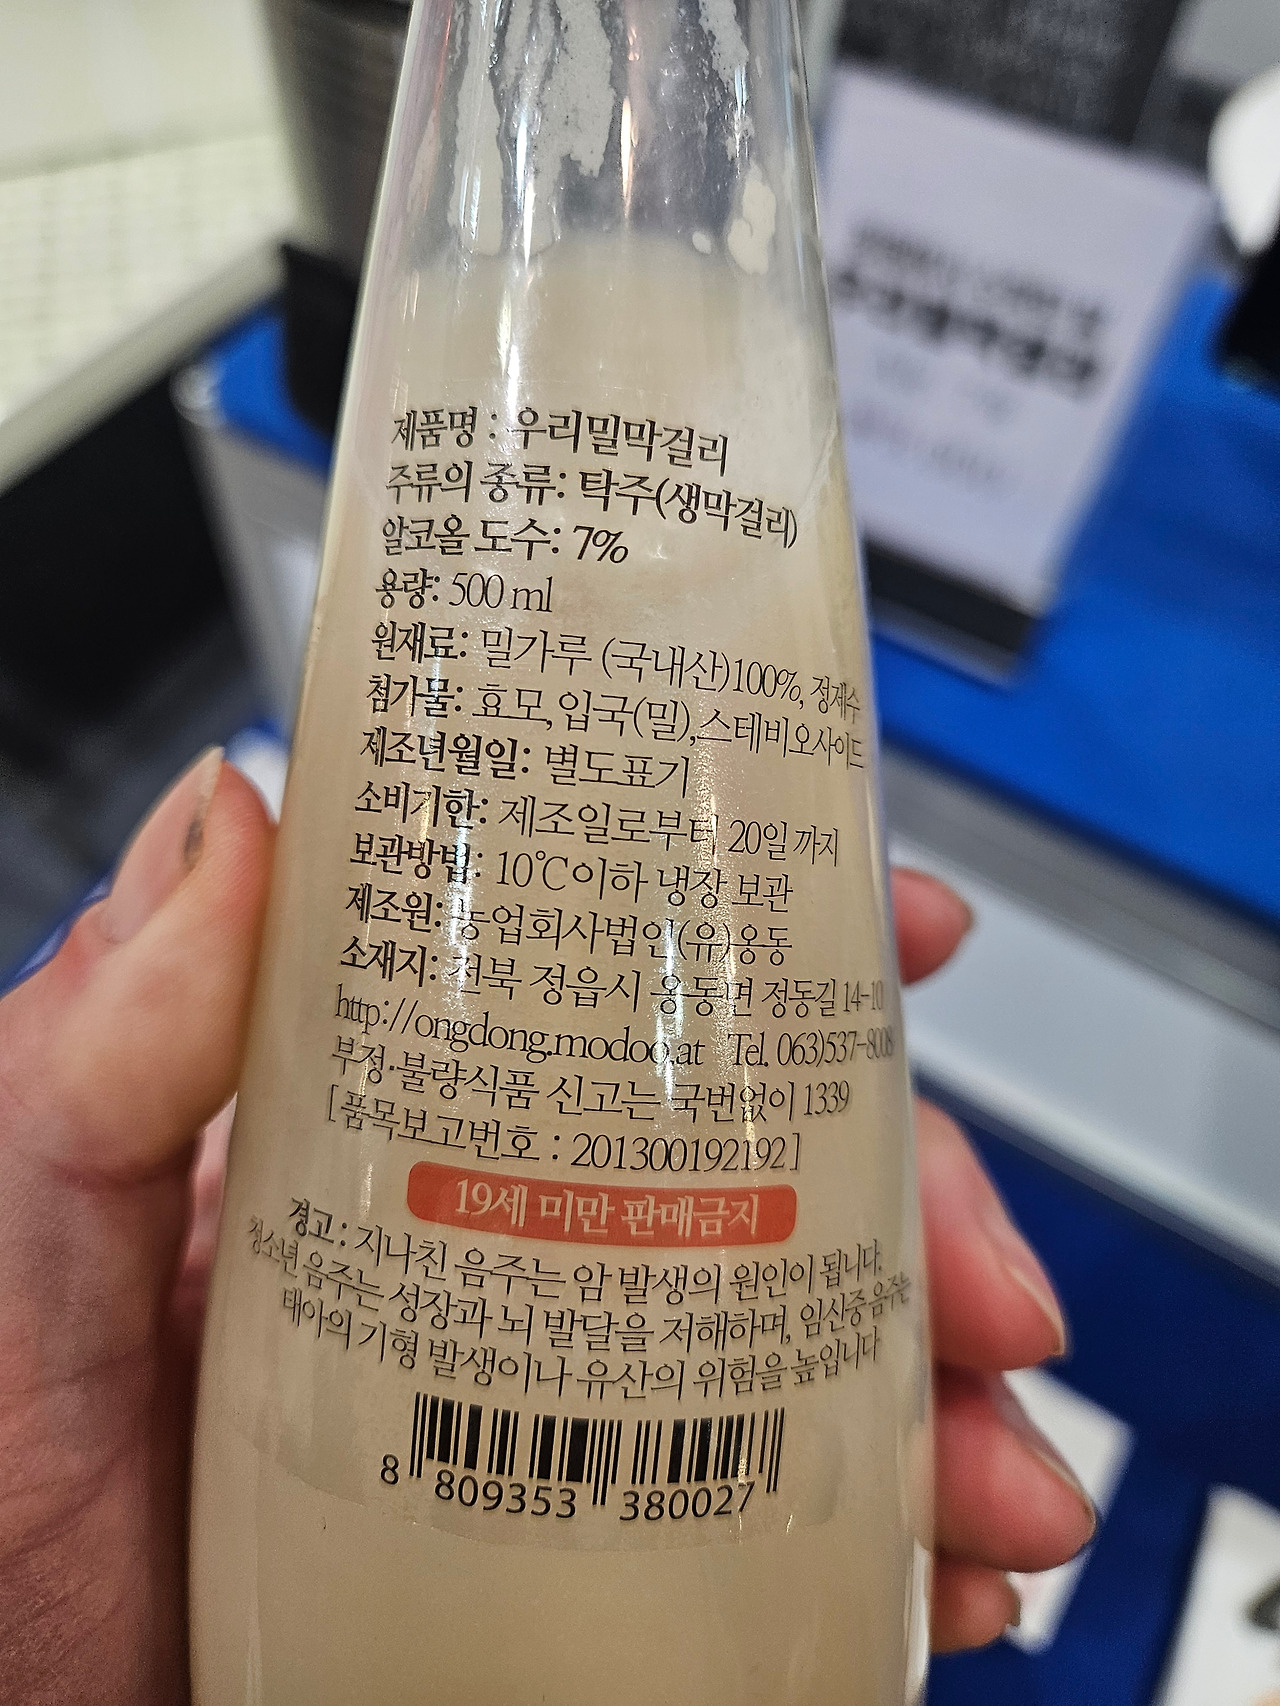 제품명 : 우리밀막걸리
주류의 종류: 탁주(생막걸리)
알코올 도수: 7%
용량: 500 ml
원재료: 밀가루 (국내산)100%, 정제수
첨가물: 효모, 입국(밀), 스테비오사이드
제조년월일: 별도표기
소비기한: 제조일로부터 20일 까지
보관방법: 10℃이하 냉장 보관
제조원: 농업회사법인(유)옹동
소재지: 전북 정읍시 옹동면 정동길 14-10
http://ongdong.modoo.at Tel. 063)537-8008
부정·불량식품 신고는 국번없이 1339
[ 품목보고번호 : 201300192192 ]
19세 미만 판매금지
경고 : 지나친 음주는 암 발생의 원인이 됩니다.
청소년 음주는 성장과 뇌 발달을 저해하며, 임신중 음주는
태아의 기형 발생이나 유산의 위험을 높입니다
8 809353 380027